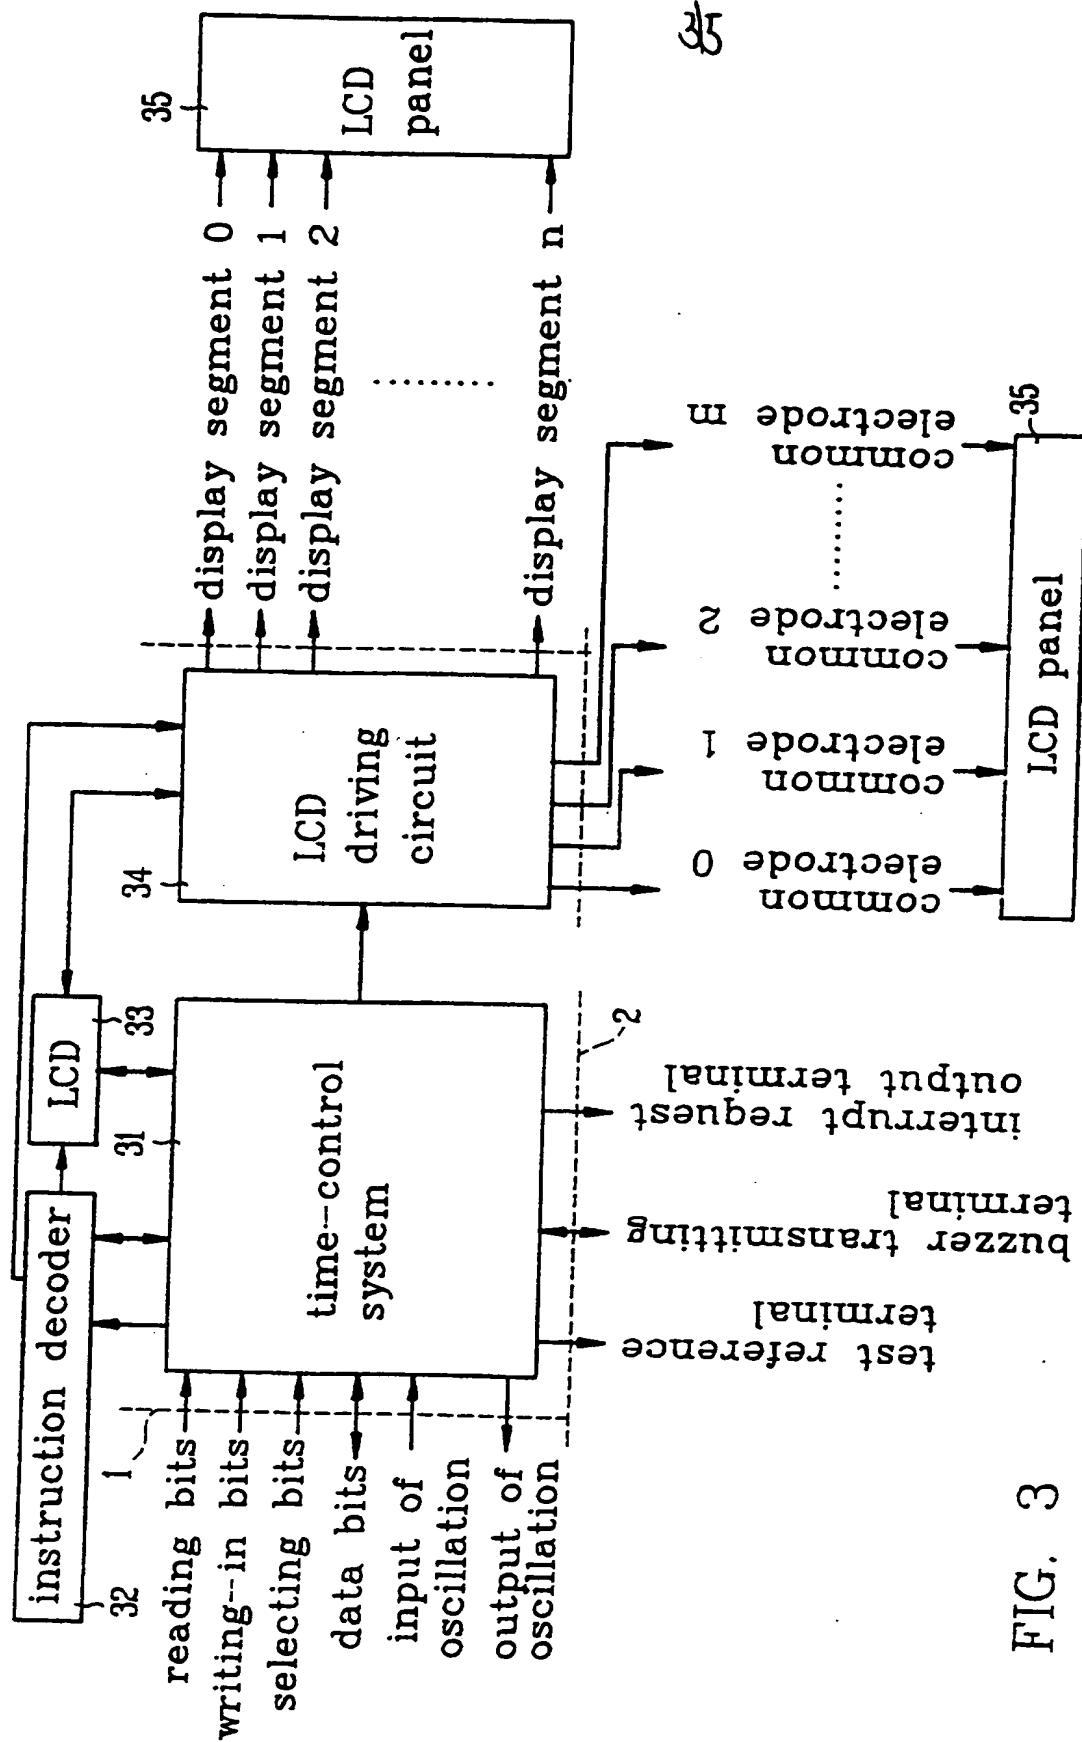 3/5
instruction decoder
32
LCD
33
1
reading bits
writing--in bits
selecting bits
data bits
input of
oscillation
output of
oscillation
31
time--control
system
34
LCD
driving
circuit
display segment 0
display segment 1
display segment 2
.........
display segment n
35
LCD
panel
2
test reference
terminal
buzzer transmitting
terminal
interrupt request
output terminal
common
electrode 0
common
electrode 1
common
electrode 2
........
common
electrode m
LCD panel
35
FIG. 3